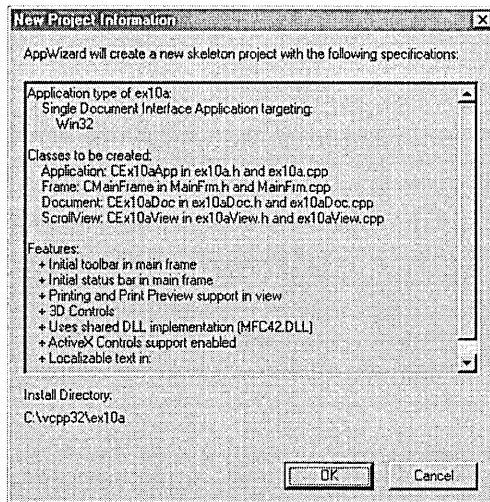 New Project Information
AppWizard will create a new skeleton project with the following specifications:
Application type of ex10a:
Single Document Interface Application targeting:
Win32
Classes to be created:
Application: CEx10aApp in ex10a.h and ex10a.cpp
Frame: CMainFrame in MainFrm.h and MainFrm.cpp
Document: CEx10aDoc in ex10aDoc.h and ex10aDoc.cpp
ScrollView: CEx10aView in ex10aView.h and ex10aView.cpp
Features:
+ Initial toolbar in main frame
+ Initial status bar in main frame
+ Printing and Print Preview support in view
+ 3D Controls
+ Uses shared DLL implementation (MFC42.DLL)
+ ActiveX Controls support enabled
+ Localizable text in:
Install Directory:
C:\vcpp32\ex10a
OK
Cancel